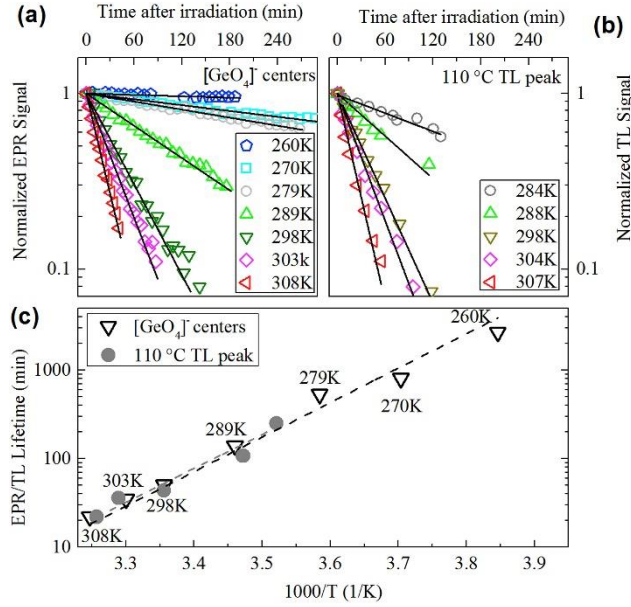 (a)
Time after irradiation (min)
Time after irradiation (min)
(b)
0 60 120 180 240
0 60 120 180 240
[GeO4]- centers
110 °C TL peak
Normalized EPR Signal
1
0.1
260K
270K
279K
289K
298K
303k
308K
1
0.1
284K
288K
298K
304K
307K
Normalized TL Signal
(c)
[GeO4]- centers
110 °C TL peak
EPR/TL Lifetime (min)
1000
100
10
260K
279K
270K
289K
303K
298K
308K
3.3 3.4 3.5 3.6 3.7 3.8 3.9
1000/T (1/K)